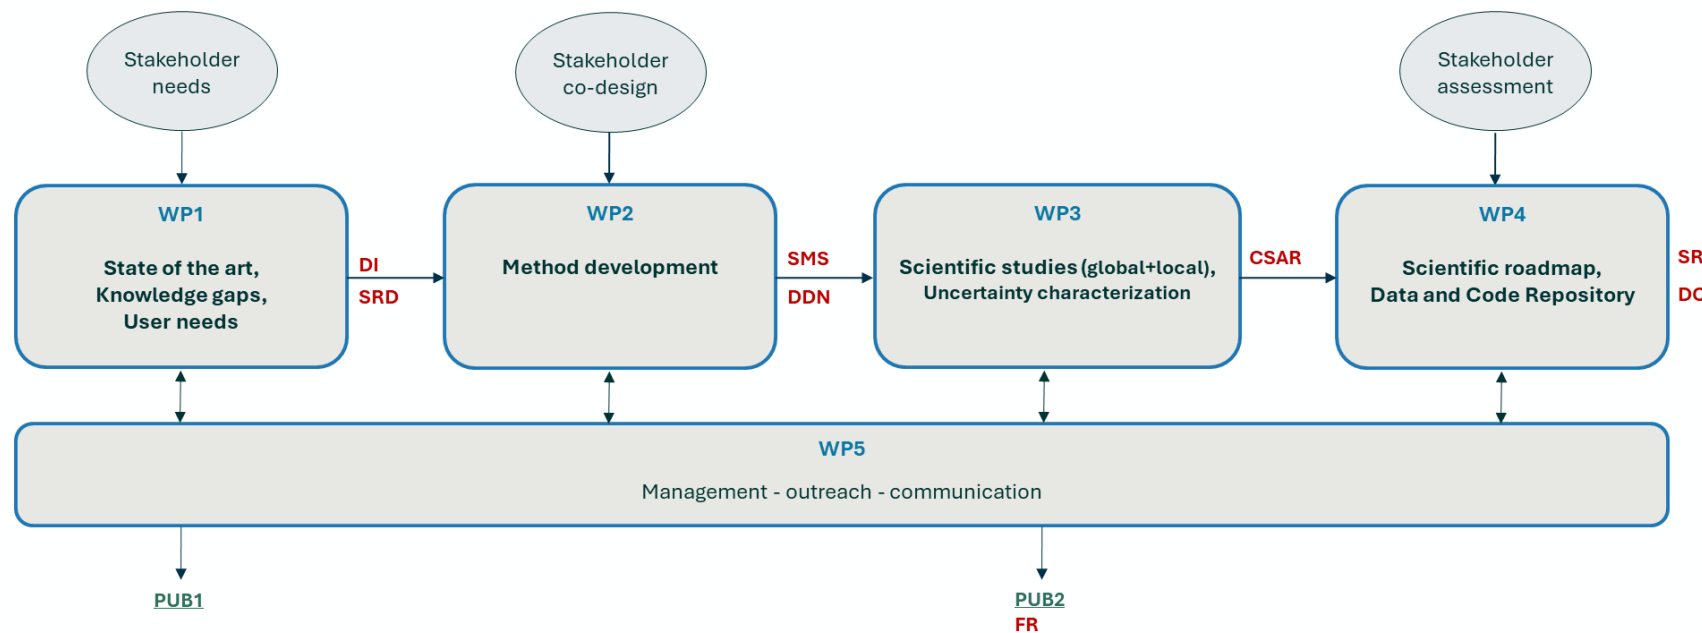 Stakeholder
needs
Stakeholder
co-design
Stakeholder
assessment
WP1
State of the art,
Knowledge gaps,
User needs
DI
SRD
WP2
Method development
SMS
DDN
WP3
Scientific studies (global+local),
Uncertainty characterization
CSAR
WP4
Scientific roadmap,
Data and Code Repository
WP5
Management - outreach - communication
PUB1
PUB2
FR